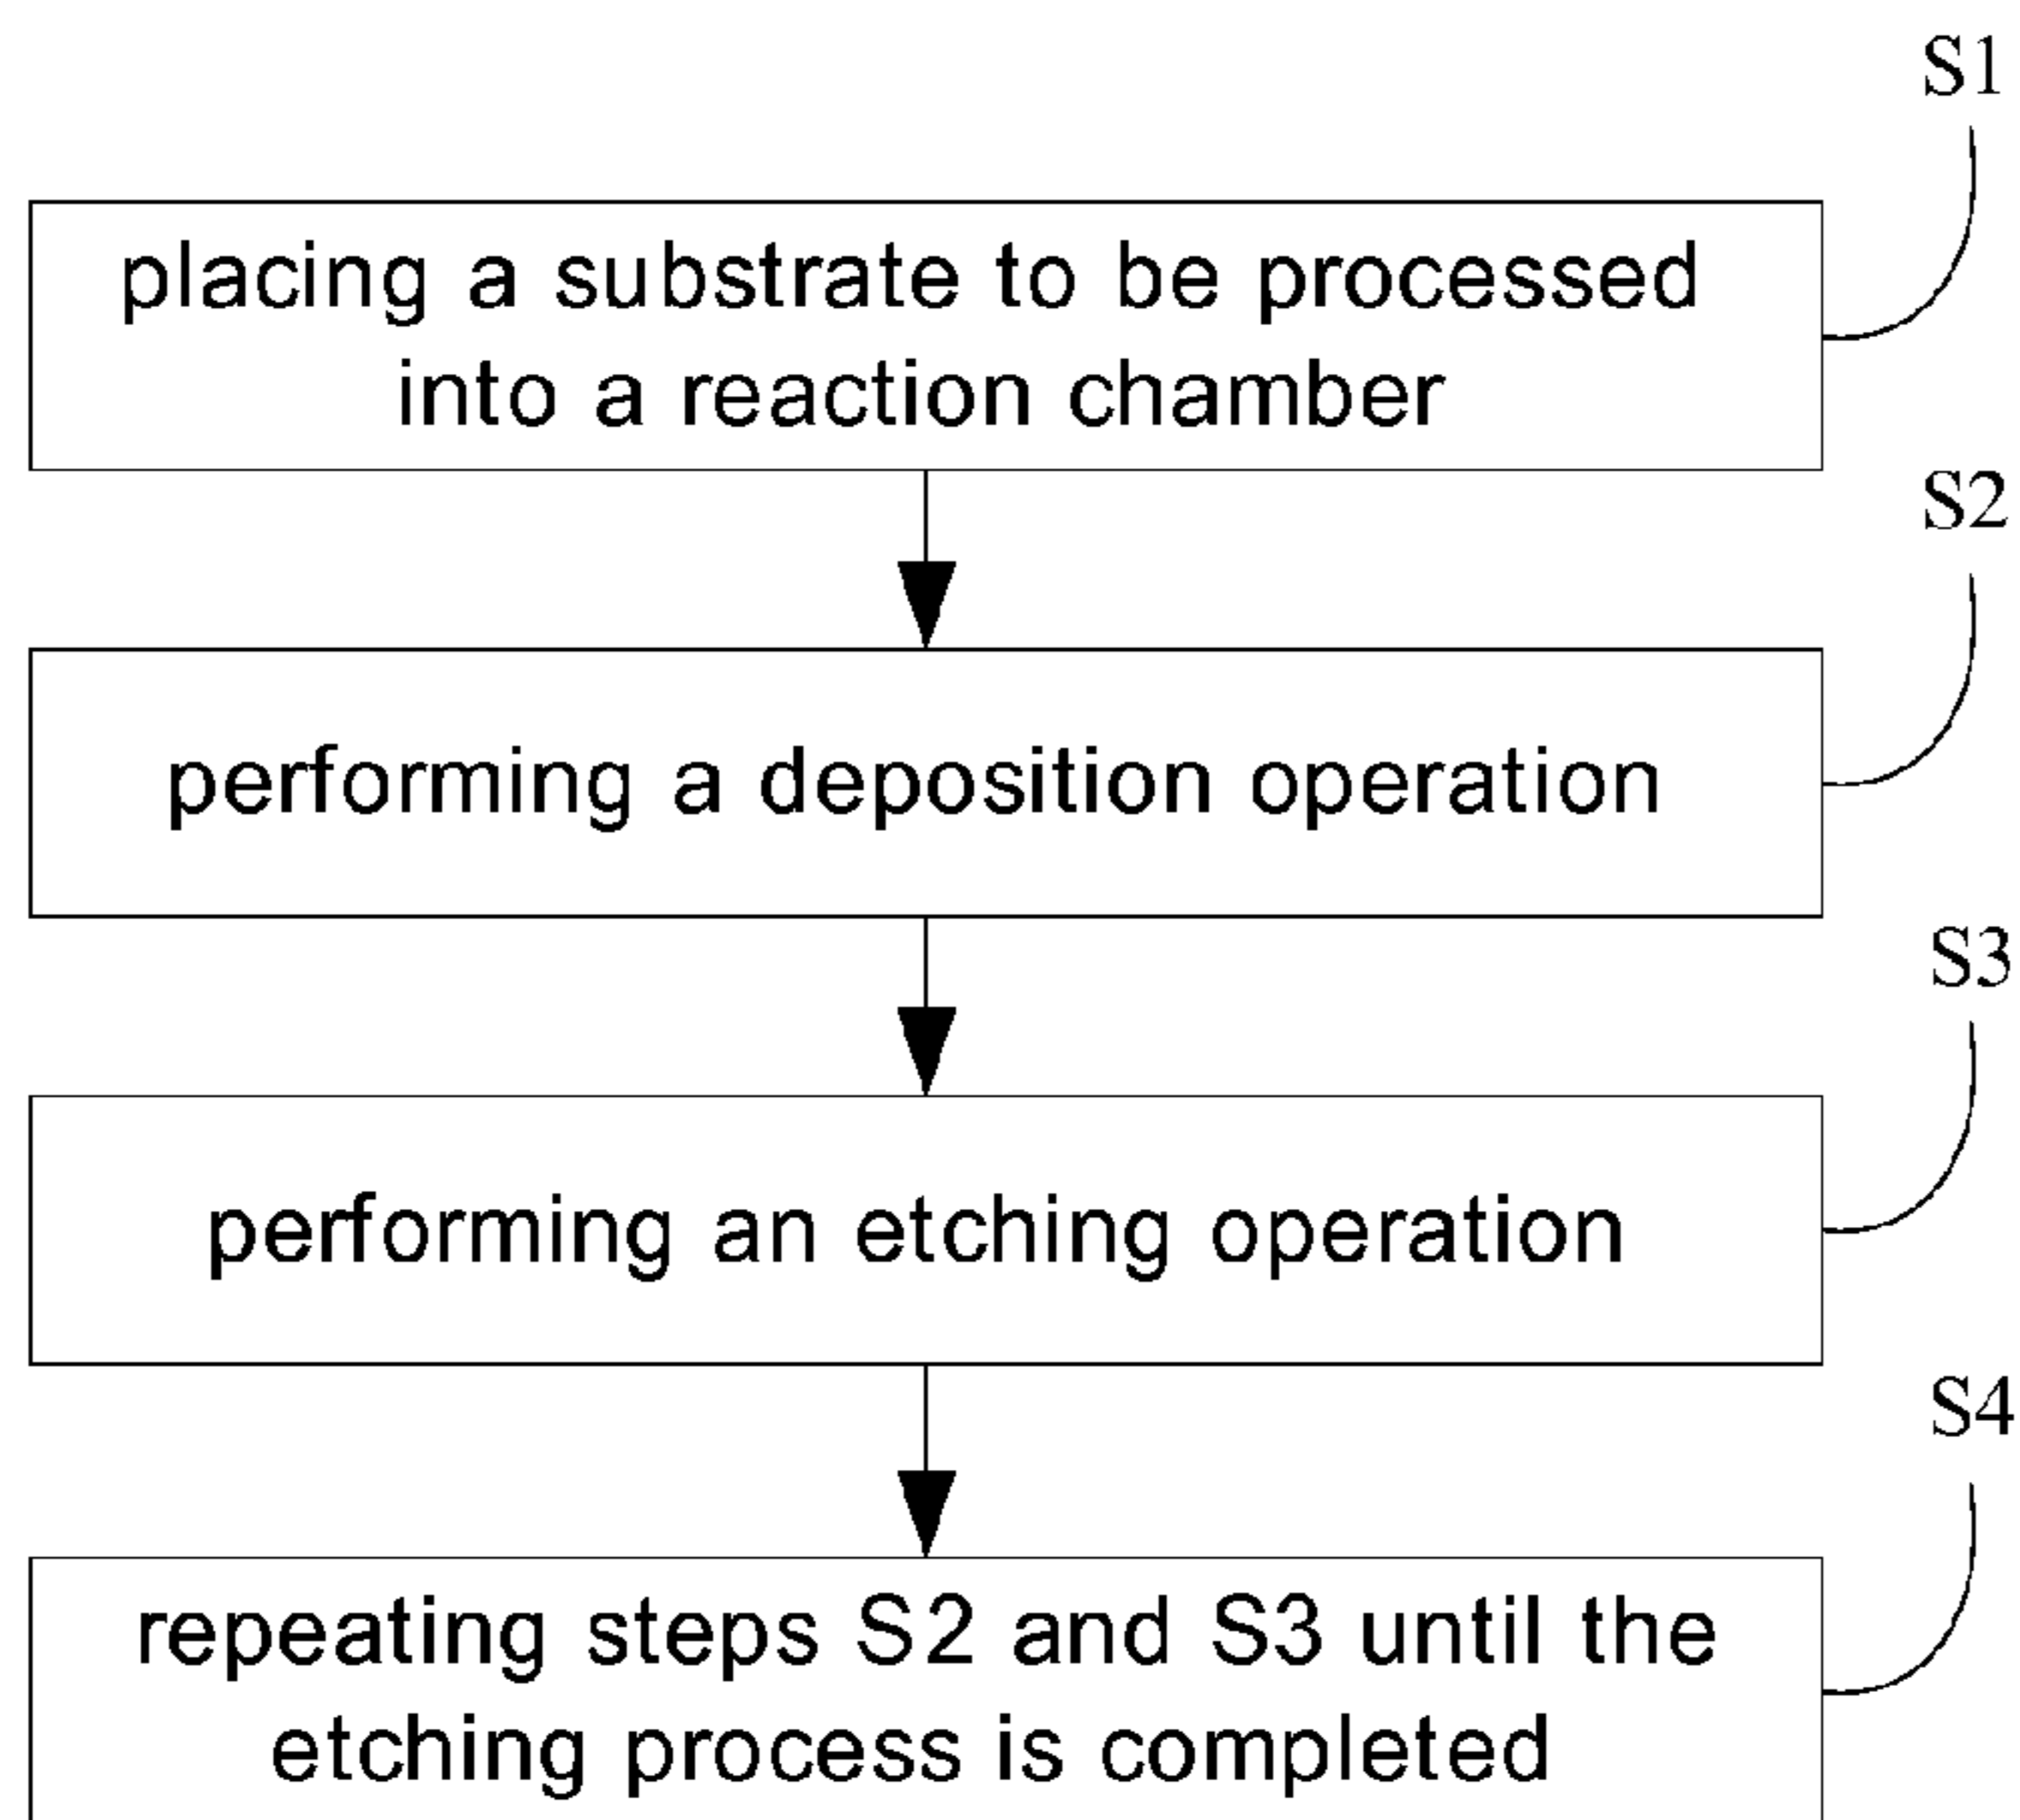 S1
placing a substrate to be processed
into a reaction chamber
S2
performing a deposition operation
S3
performing an etching operation
S4
repeating steps S2 and S3 until the
etching process is completed